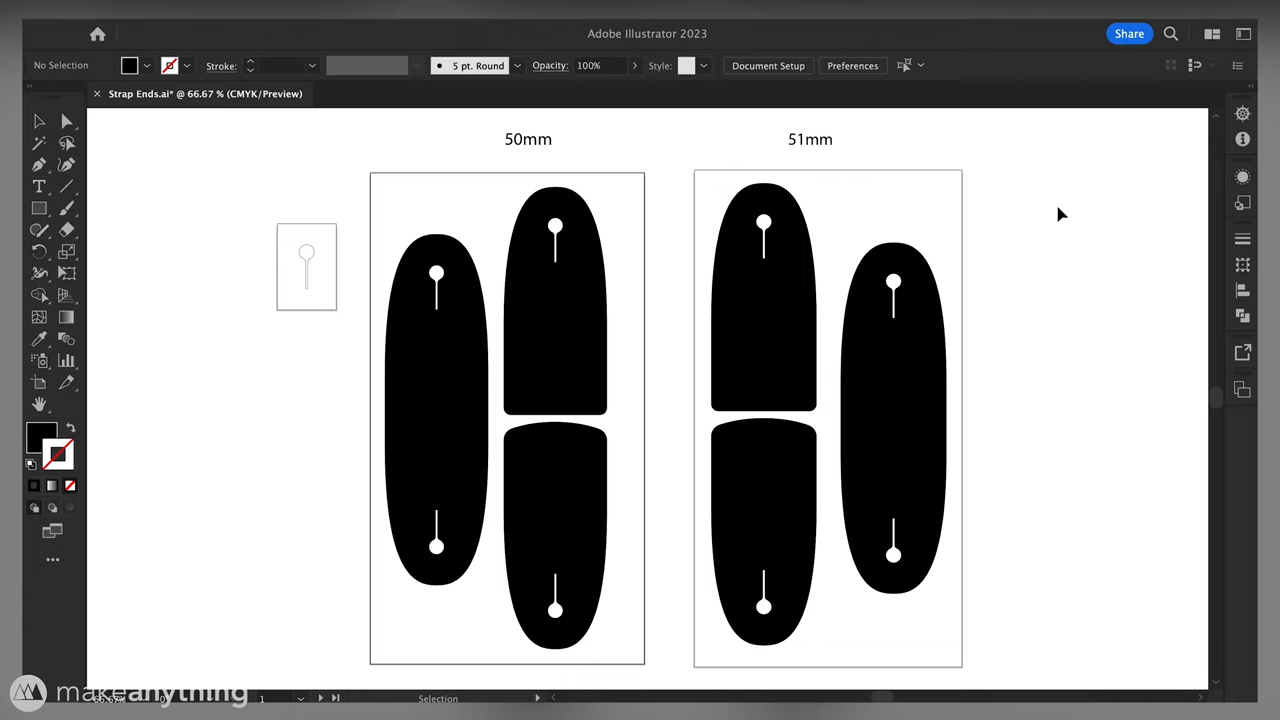 Adobe Illustrator 2023
Share
No Selection
Stroke:
5 pt. Round
Opacity:
100%
Style:
Document Setup
Preferences
Strap Ends.ai* @ 66.67 % (CMYK/Preview)
50mm
51mm
makeanything
1
Selection